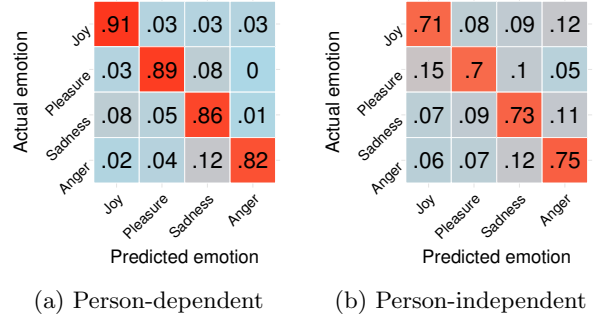 Actual emotion
Joy .91 .03 .03 .03
Pleasure .03 .89 .08 0
Sadness .08 .05 .86 .01
Anger .02 .04 .12 .82
Joy Pleasure Sadness Anger
Predicted emotion
(a) Person-dependent
Actual emotion
Joy .71 .08 .09 .12
Pleasure .15 .7 .1 .05
Sadness .07 .09 .73 .11
Anger .06 .07 .12 .75
Joy Pleasure Sadness Anger
Predicted emotion
(b) Person-independent